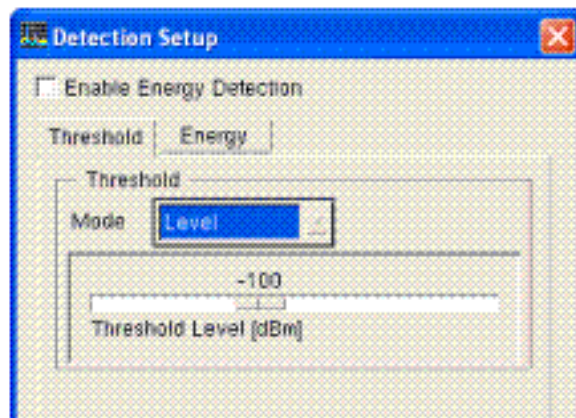 Detection Setup
Enable Energy Detection
Threshold Energy
Threshold
Mode Level
-100
Threshold Level [dBm]